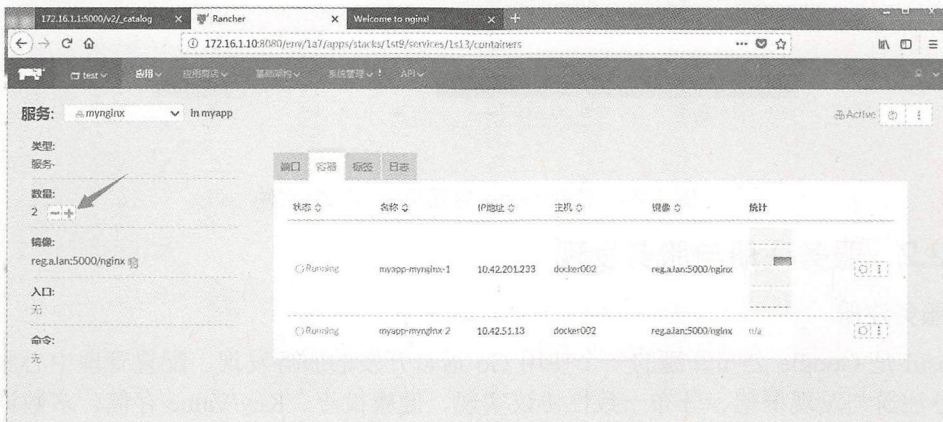 172.16.1.1:5000/v2/_catalog × Rancher × Welcome to nginx! × +
172.16.1.10:8080/env/1a7/apps/stacks/1st9/services/1s13/containers
test 应用 应用商店 基础架构 系统管理 ! API
服务: mynginx In myapp Active
类型:
服务
数量:
2 - +
镜像:
reg.a.lan:5000/nginx
入口:
无
命令:
无
端口 容器 标签 日志
状态 名称 IP地址 主机 镜像 统计
Running myapp-mynginx-1 10.42.201.233 docker002 reg.a.lan:5000/nginx
Running myapp-mynginx-2 10.42.51.13 docker002 reg.a.lan:5000/nginx n/a